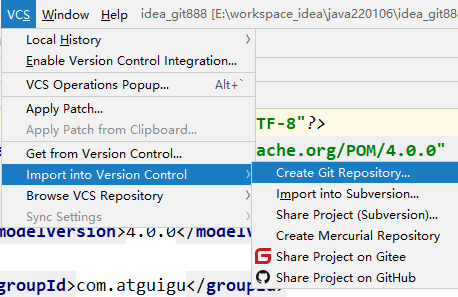 VCS Window Help idea_git888 [E:\workspace_idea\java220106\idea_git88
Local History
Enable Version Control Integration...
VCS Operations Popup... Alt+`
Apply Patch...
Apply Patch from Clipboard...
Get from Version Control...
Import into Version Control
Browse VCS Repository
Sync Settings
Create Git Repository...
Import into Subversion...
Share Project (Subversion)...
Create Mercurial Repository
Share Project on Gitee
Share Project on GitHub
TF-8"?>
ache.org/POM/4.0.0"
modelVersion>4.0.0</modelV
groupId>com.atguigu</groupId>